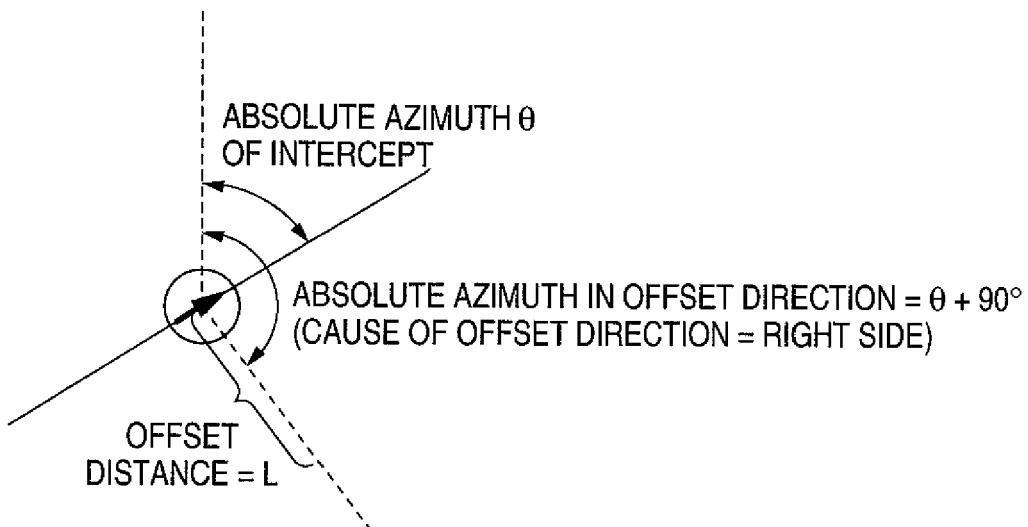 ABSOLUTE AZIMUTH θ
OF INTERCEPT
ABSOLUTE AZIMUTH IN OFFSET DIRECTION = θ + 90°
(CAUSE OF OFFSET DIRECTION = RIGHT SIDE)
OFFSET
DISTANCE = L